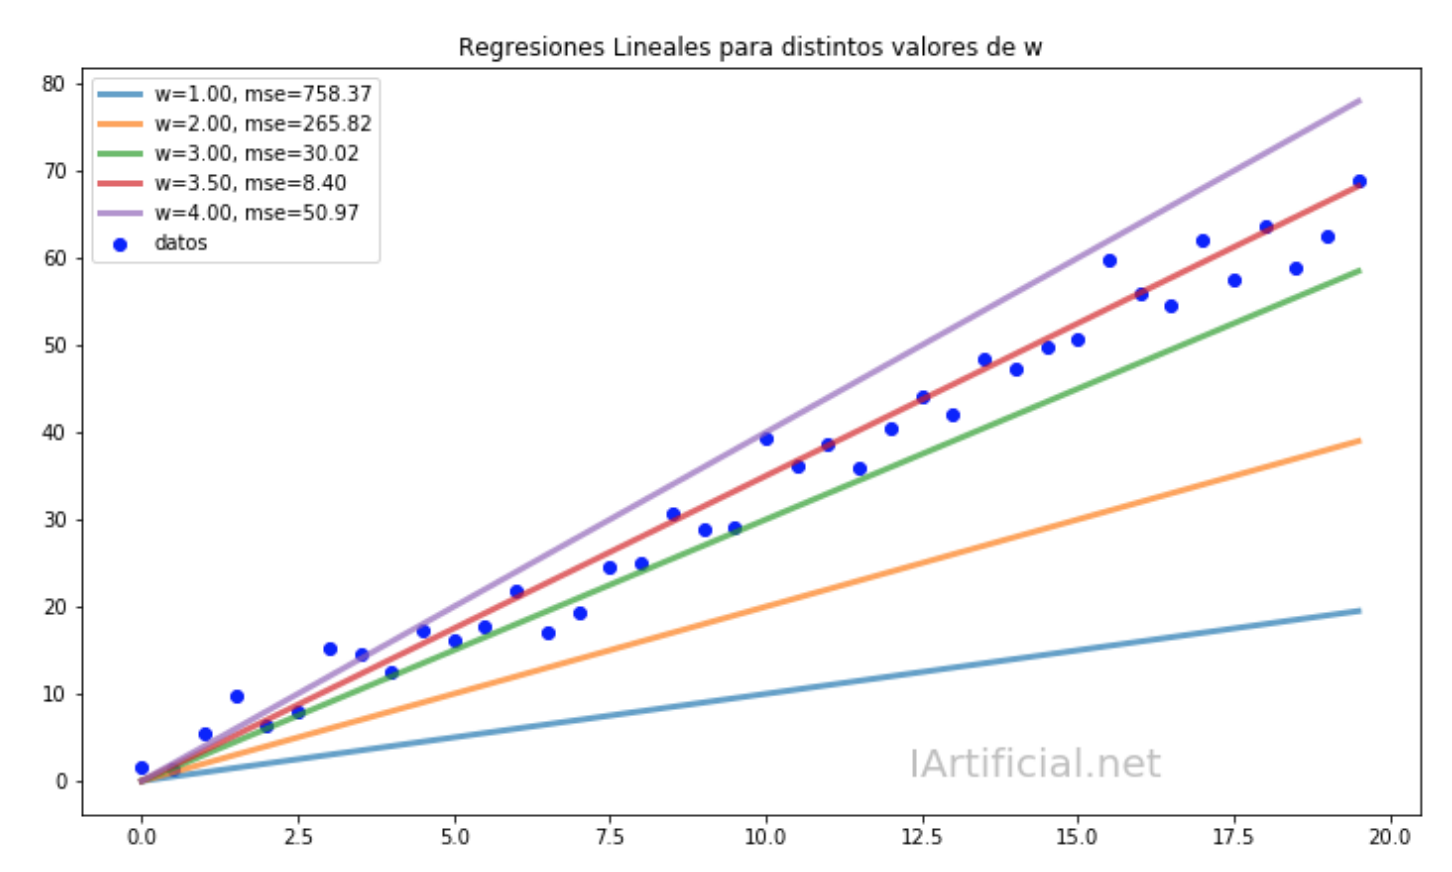 Regresiones Lineales para distintos valores de w
80
70
60
50
40
30
20
10
0
w=1.00, mse=758.37
w=2.00, mse=265.82
w=3.00, mse=30.02
w=3.50, mse=8.40
w=4.00, mse=50.97
datos
IArtificial.net
0.0 2.5 5.0 7.5 10.0 12.5 15.0 17.5 20.0